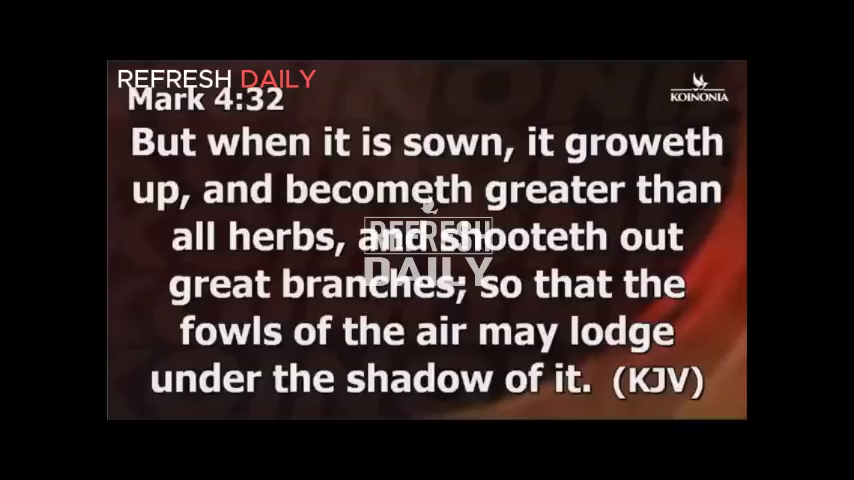 REFRESH DAILY
KOINONIA
Mark 4:32
But when it is sown, it groweth
up, and becometh greater than
all herbs, and shooteth out
great branches; so that the
fowls of the air may lodge
under the shadow of it. (KJV)
REFRESH
DAILY